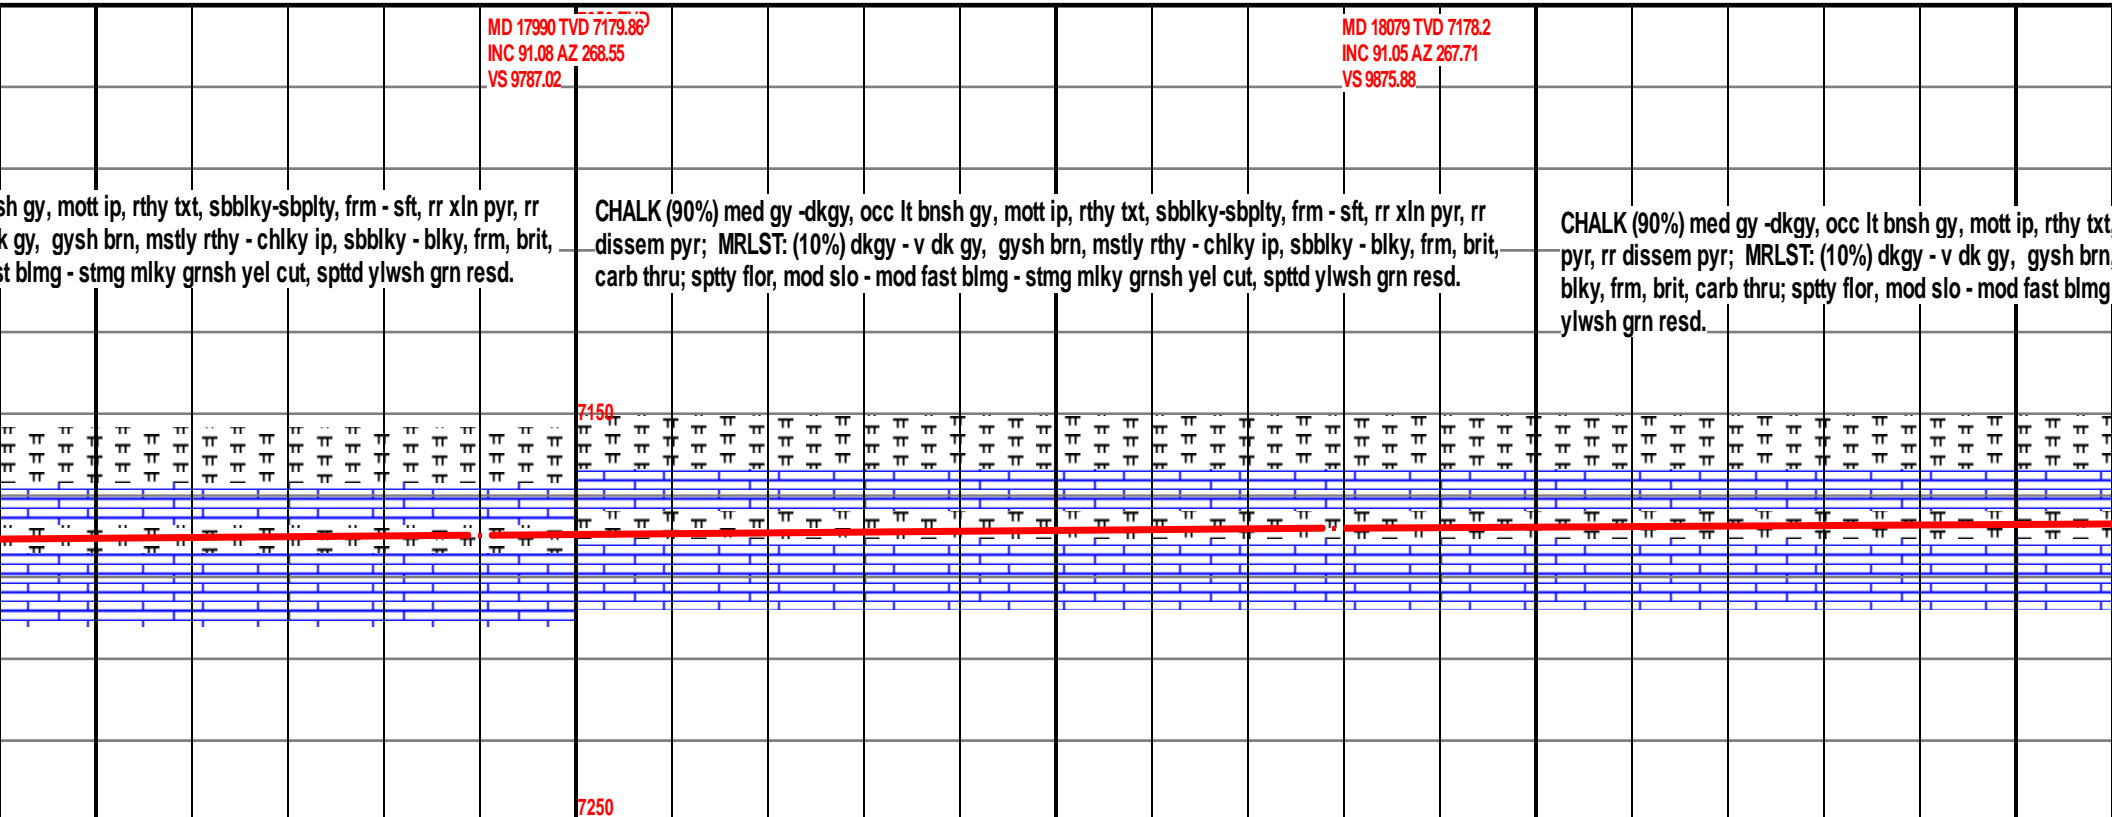 MD 17990 TVD 7179.86
INC 91.08 AZ 268.55
VS 9787.02
MD 18079 TVD 7178.2
INC 91.05 AZ 267.71
VS 9875.88
sh gy, mott ip, rthy txt, sbblky-sbplty, frm - sft, rr xln pyr, rr
k gy, gysh brn, mstly rthy - chlky ip, sbblky - blky, frm, brit,
st blmg - stmg mlky grnsh yel cut, spttd ylwsh grn resd.
CHALK (90%) med gy -dkgy, occ lt bnsh gy, mott ip, rthy txt, sbblky-sbplty, frm - sft, rr xln pyr, rr
dissem pyr; MRLST: (10%) dkgy - v dk gy, gysh brn, mstly rthy - chlky ip, sbblky - blky, frm, brit,
carb thru; sptty flor, mod slo - mod fast blmg - stmg mlky grnsh yel cut, spttd ylwsh grn resd.
CHALK (90%) med gy -dkgy, occ lt bnsh gy, mott ip, rthy txt,
pyr, rr dissem pyr; MRLST: (10%) dkgy - v dk gy, gysh brn,
blky, frm, brit, carb thru; sptty flor, mod slo - mod fast blmg
ylwsh grn resd.
7150
7250